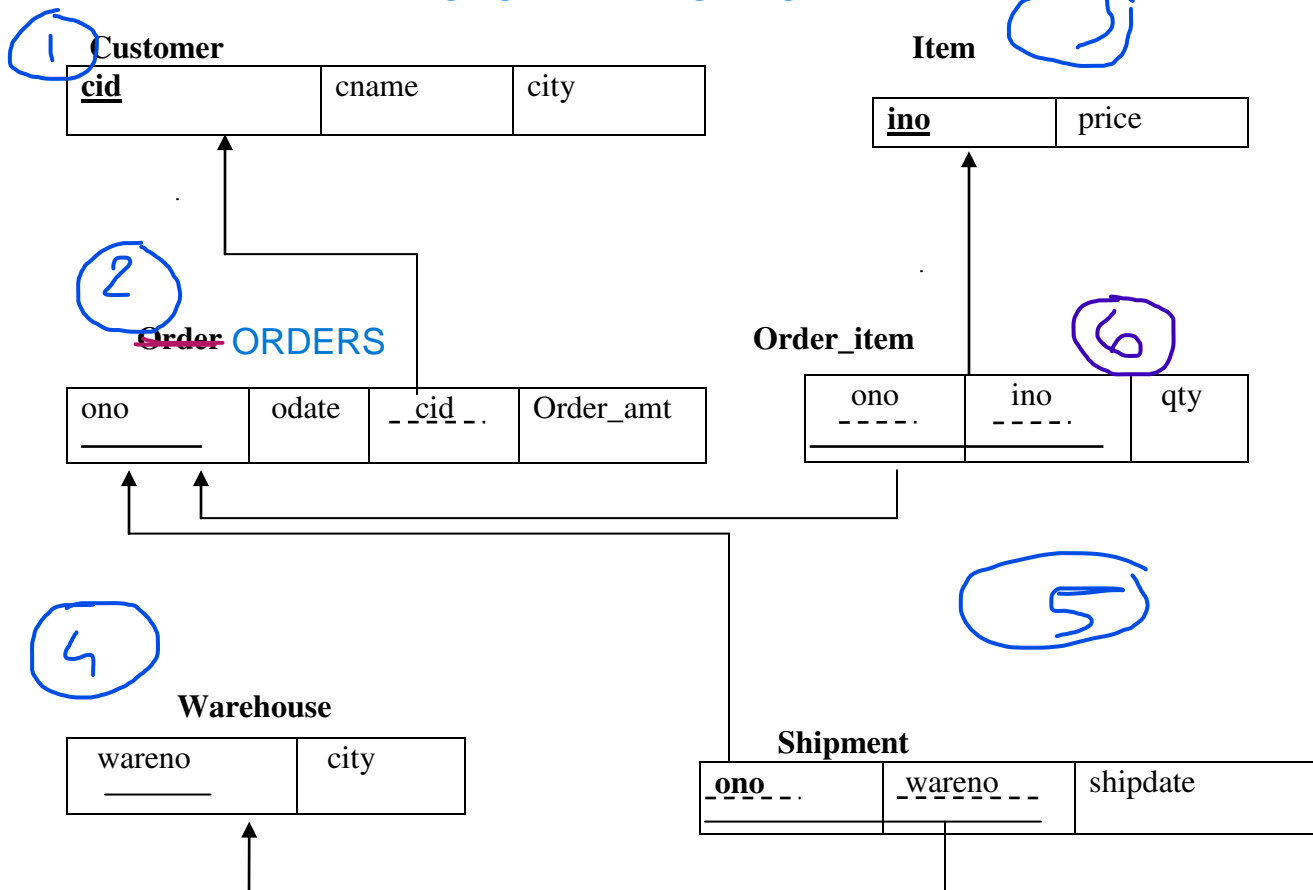 1
Customer
cid cname city
Item
ino price
2
Order ORDERS
ono odate cid Order_amt
Order_item
6
ono ino qty
5
4
Warehouse
wareno city
Shipment
ono wareno shipdate